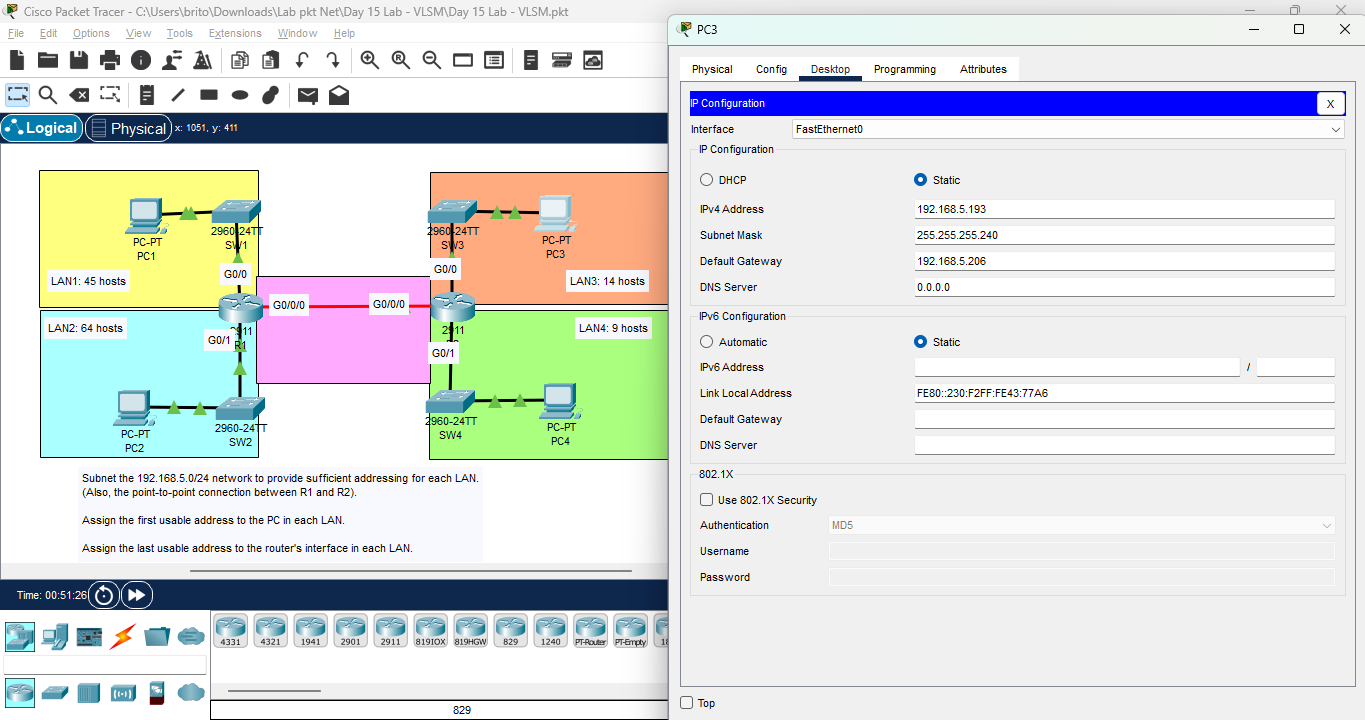 Cisco Packet Tracer - C:\Users\brito\Downloads\Lab pkt Net\Day 15 Lab - VLSM\Day 15 Lab - VLSM.pkt
File Edit Options View Tools Extensions Window Help
Logical Physical x: 1051, y: 411
PC-PT
PC1
2960-24TT
SW1
G0/0
LAN1: 45 hosts
LAN2: 64 hosts
G0/0/0
G0/0/0
2911
R1
G0/1
PC-PT
PC2
2960-24TT
SW2
2960-24TT
SW3
PC-PT
PC3
G0/0
LAN3: 14 hosts
LAN4: 9 hosts
2911
G0/1
2960-24TT
SW4
PC-PT
PC4
Subnet the 192.168.5.0/24 network to provide sufficient addressing for each LAN.
(Also, the point-to-point connection between R1 and R2).
Assign the first usable address to the PC in each LAN.
Assign the last usable address to the router's interface in each LAN.
Time: 00:51:26
4331 4321 1941 2901 2911 819IOX 819HGW 829 1240 PT-Router PT-Empty
829
PC3
Physical Config Desktop Programming Attributes
IP Configuration X
Interface FastEthernet0
IP Configuration
DHCP Static
IPv4 Address 192.168.5.193
Subnet Mask 255.255.255.240
Default Gateway 192.168.5.206
DNS Server 0.0.0.0
IPv6 Configuration
Automatic Static
IPv6 Address /
Link Local Address FE80::230:F2FF:FE43:77A6
Default Gateway
DNS Server
802.1X
Use 802.1X Security
Authentication MD5
Username
Password
Top